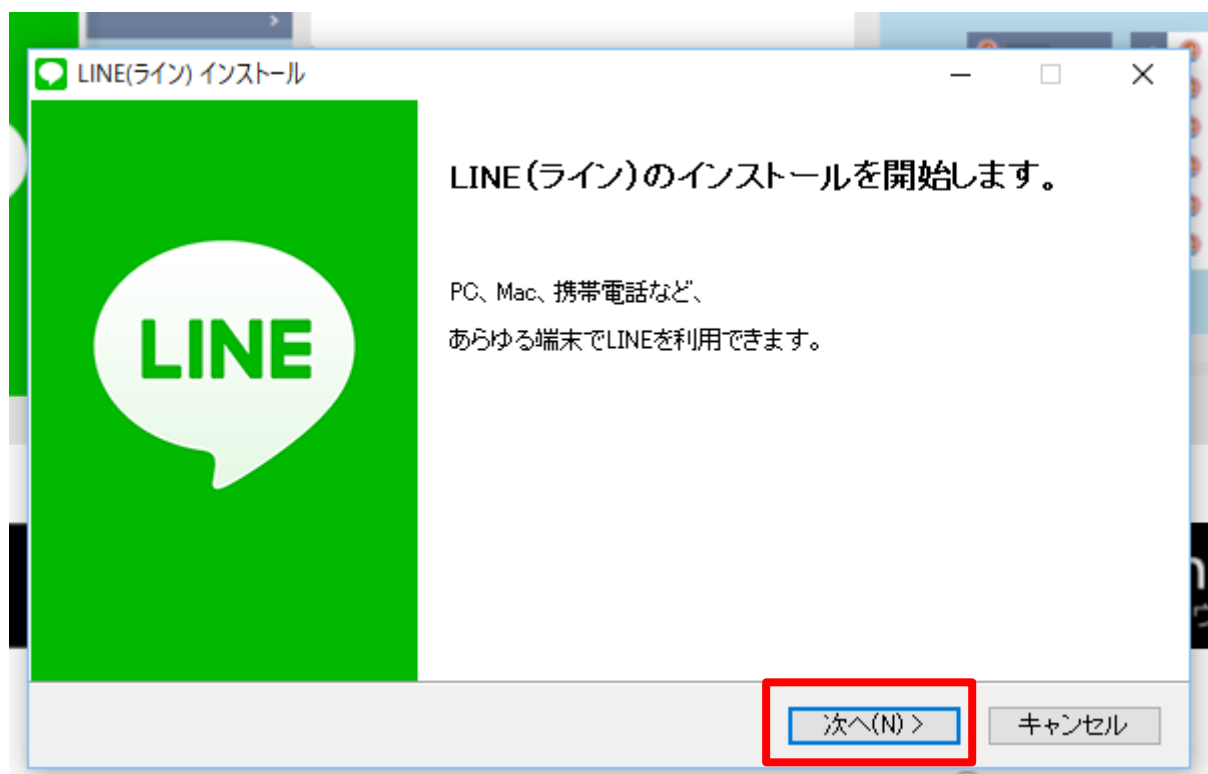 LINE(ライン) インストール
LINE(ライン)のインストールを開始します。
LINE
PC、Mac、携帯電話など、
あらゆる端末でLINEを利用できます。
次へ(N) >
キャンセル